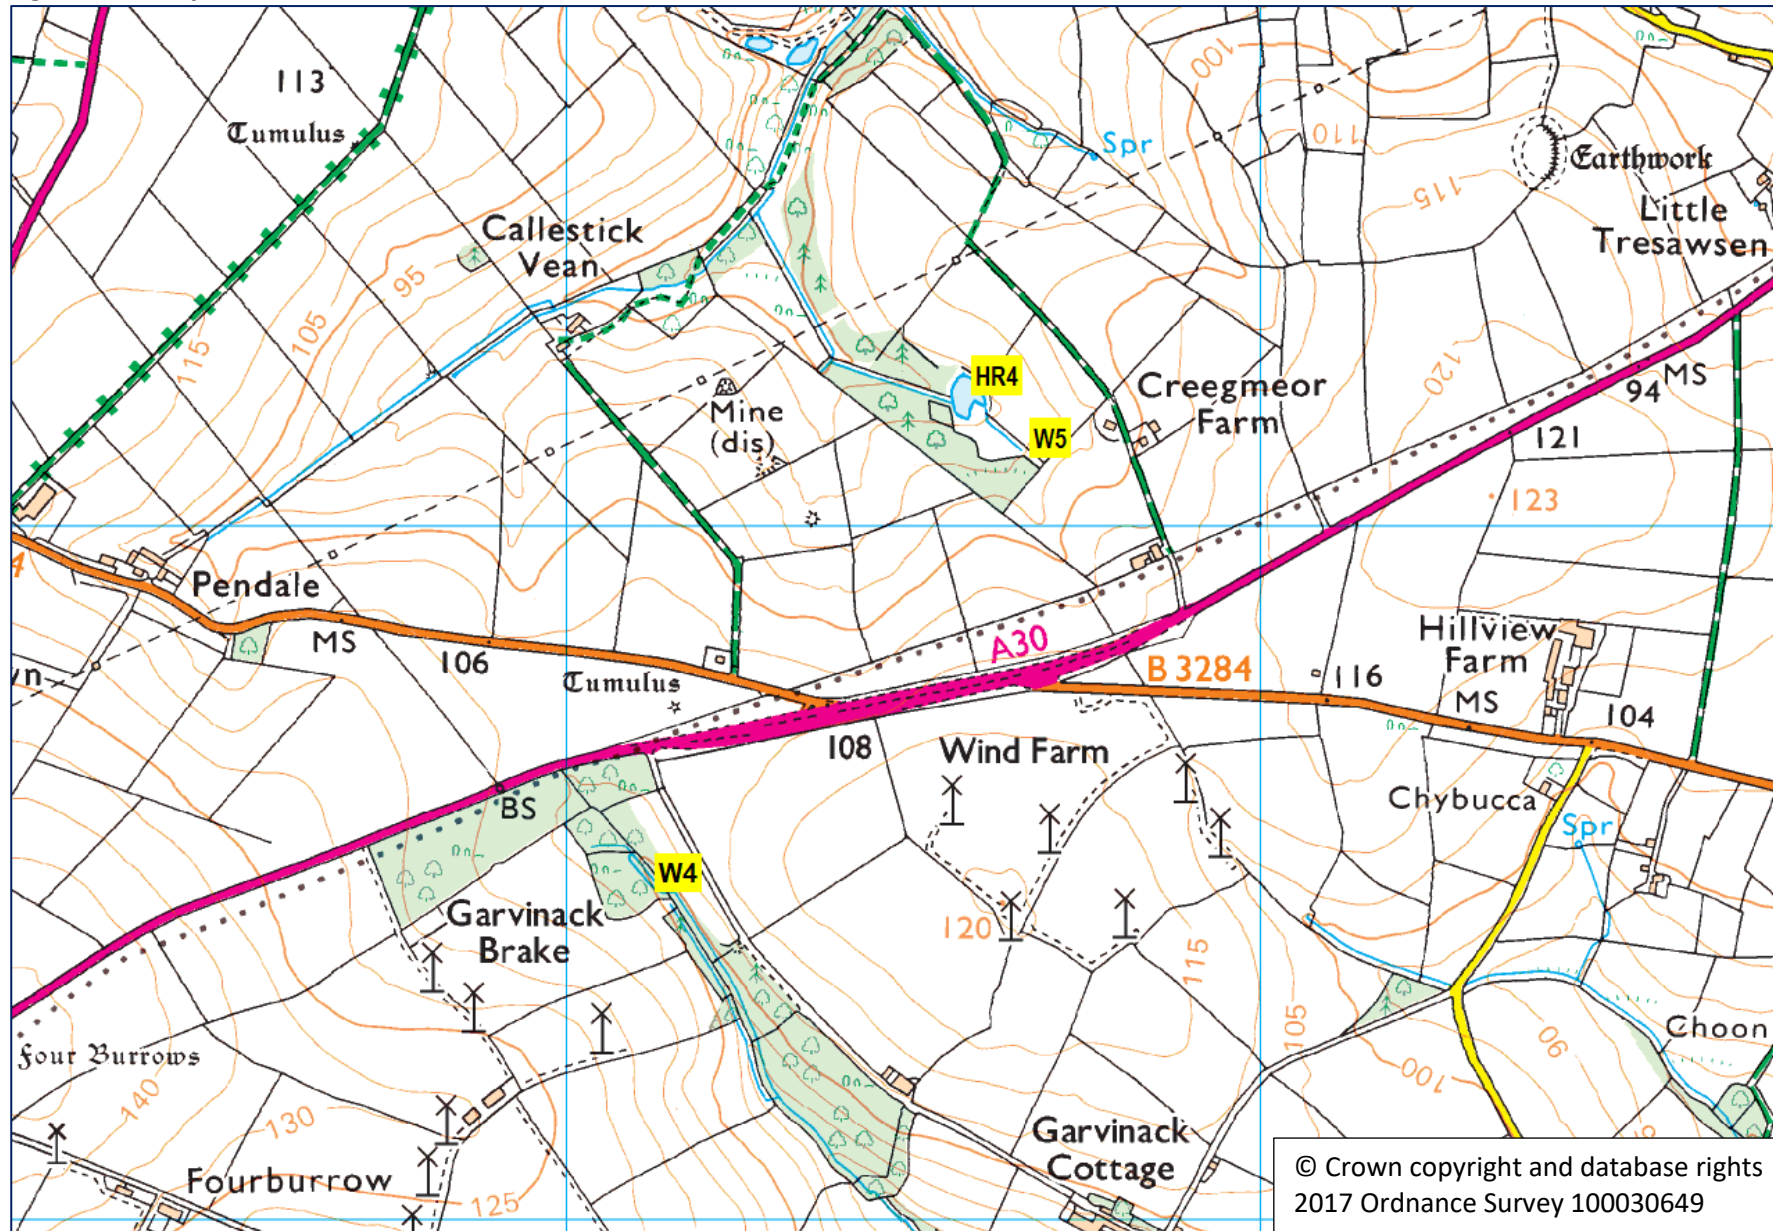 113
Tumulus
100
110
Spr
Earthwork
115
Little
Tresawsen
Callestick
Vean
95
105
115
HR4
Creegmeor
Farm
120
94
MS
Mine
(dis)
W5
121
123
4
Pendale
MS
106
Tumulus
A30
B 3284
116
Hillview
Farm
MS
104
108
Wind Farm
BS
Chybucca
Spr
W4
Garvinack
Brake
120
115
105
Choon
90
100
Four Burrows
140
130
Fourburrow
125
Garvinack
Cottage
© Crown copyright and database rights
2017 Ordnance Survey 100030649